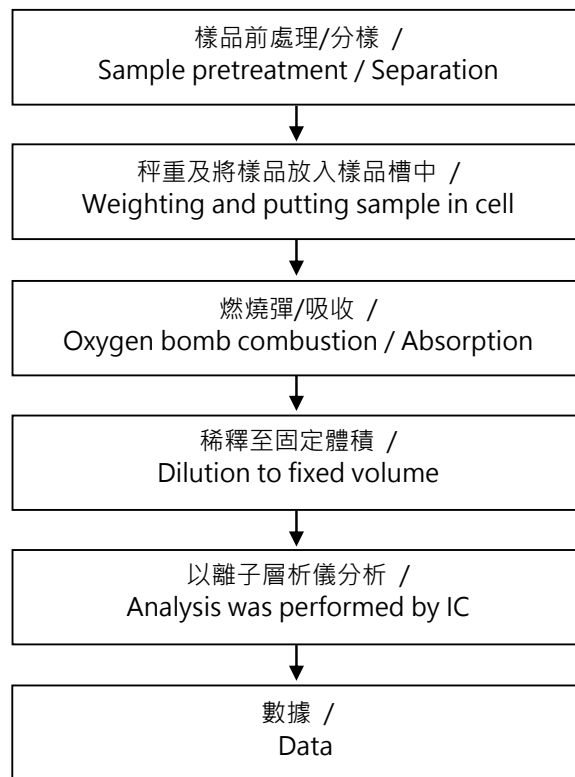 樣品前處理/分樣 /
Sample pretreatment / Separation
秤重及將樣品放入樣品槽中 /
Weighting and putting sample in cell
燃燒彈/吸收 /
Oxygen bomb combustion / Absorption
稀釋至固定體積 /
Dilution to fixed volume
以離子層析儀分析 /
Analysis was performed by IC
數據 /
Data